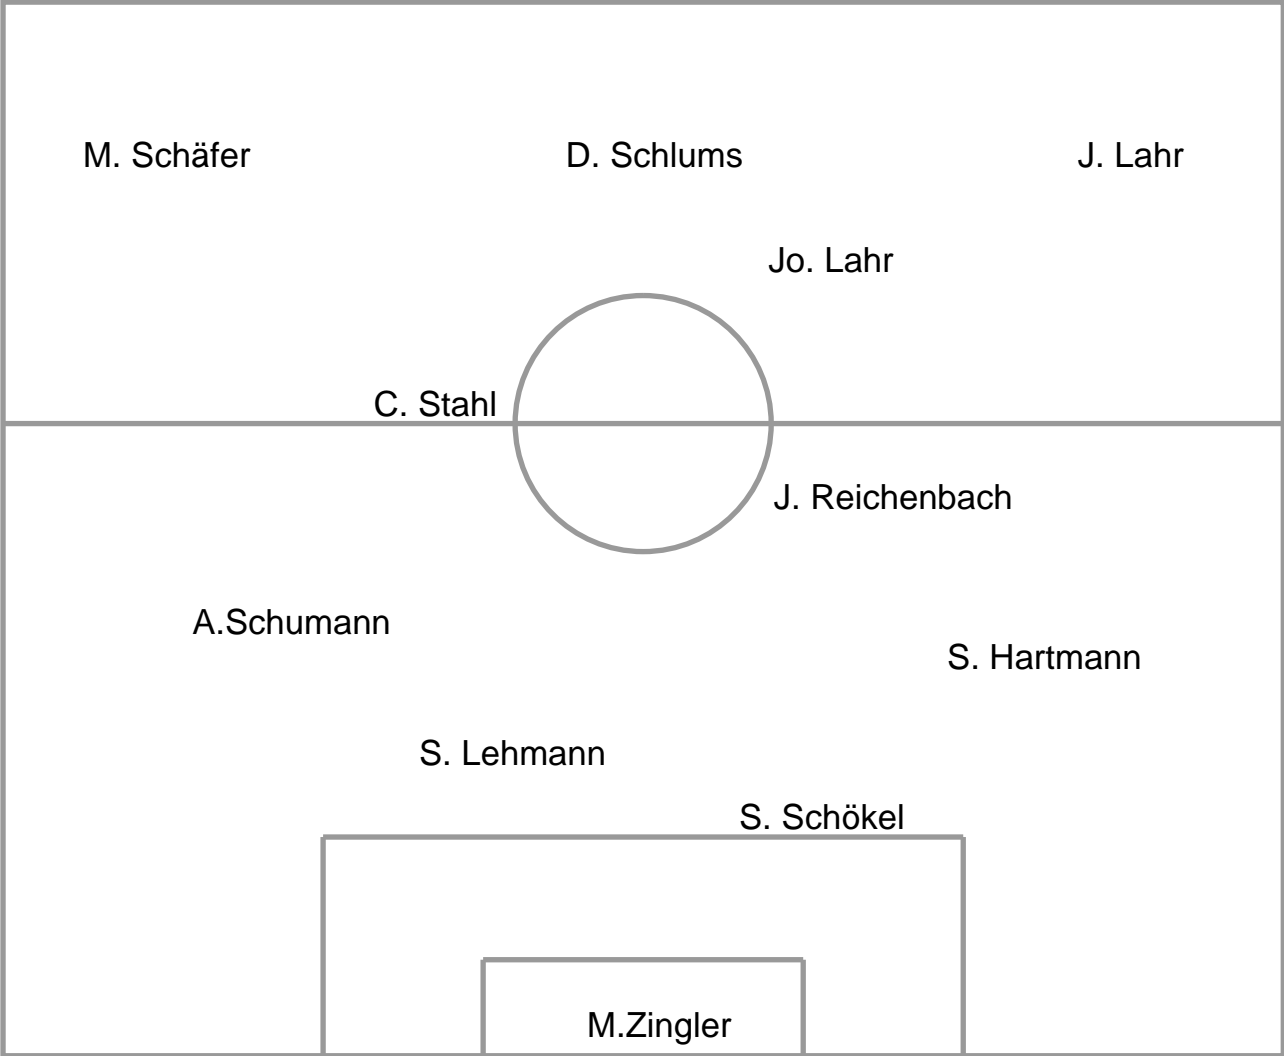 M. Schäfer
D. Schlums
J. Lahr
Jo. Lahr
C. Stahl
J. Reichenbach
A.Schumann
S. Hartmann
S. Lehmann
S. Schökel
M.Zingler